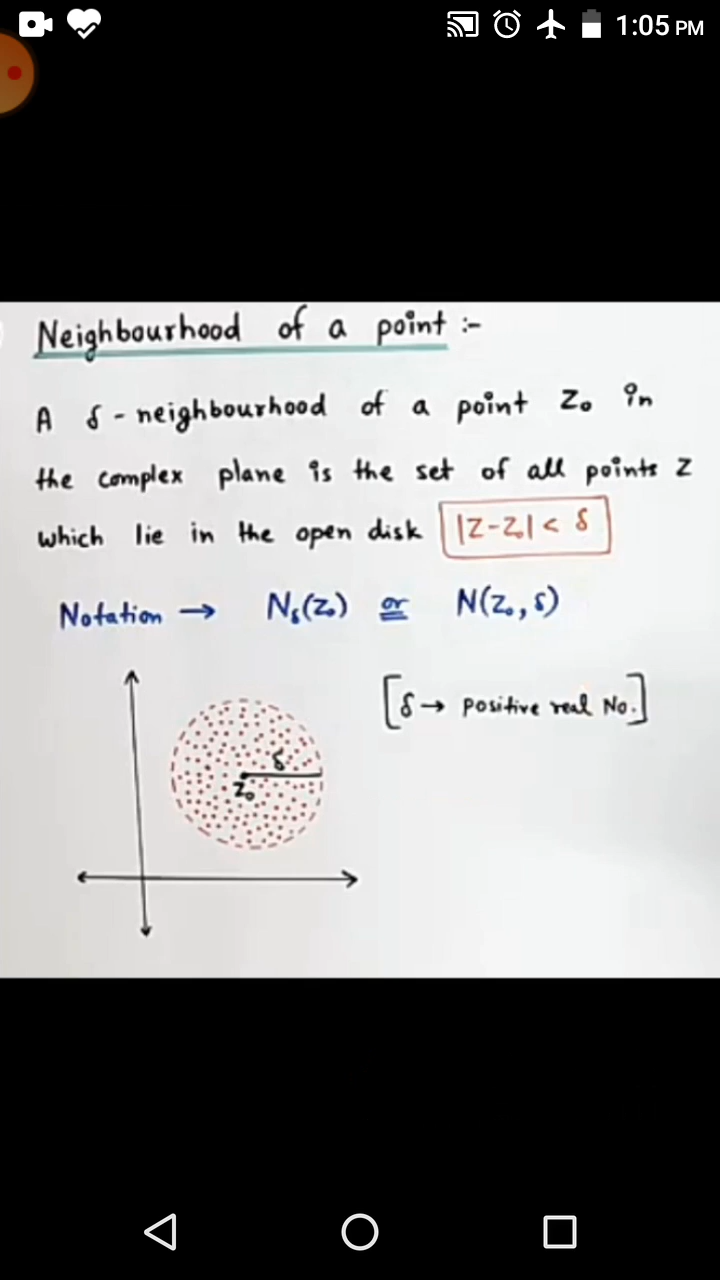 1:05 PM
Neighbourhood of a point :-
A δ - neighbourhood of a point Z₀ in
the complex plane is the set of all points Z
which lie in the open disk |Z-Z₀| < δ
Notation → Nδ(Z₀) or N(Z₀, δ)
[δ → Positive real No.]
δ
Z₀